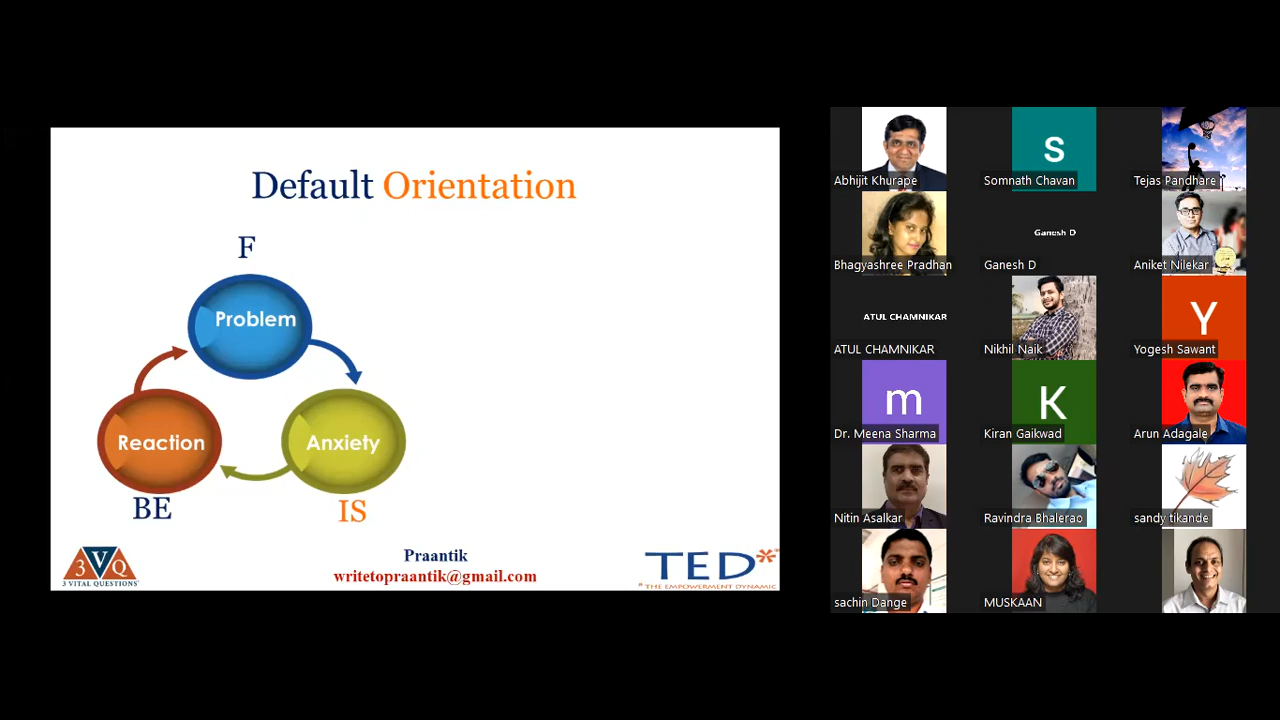 Default Orientation
F
Problem
Reaction
Anxiety
BE
IS
3VQ
3 VITAL QUESTIONS
Praantik
writetopraantik@gmail.com
TED*
*THE EMPOWERMENT DYNAMIC
Abhijit Khurape
S
Somnath Chavan
Tejas Pandhare
Bhagyashree Pradhan
Ganesh D
Ganesh D
Aniket Nilekar
ATUL CHAMNIKAR
ATUL CHAMNIKAR
Nikhil Naik
Y
Yogesh Sawant
m
Dr. Meena Sharma
K
Kiran Gaikwad
Arun Adagale
Nitin Asalkar
Ravindra Bhalerao
sandy tikande
sachin Dange
MUSKAAN